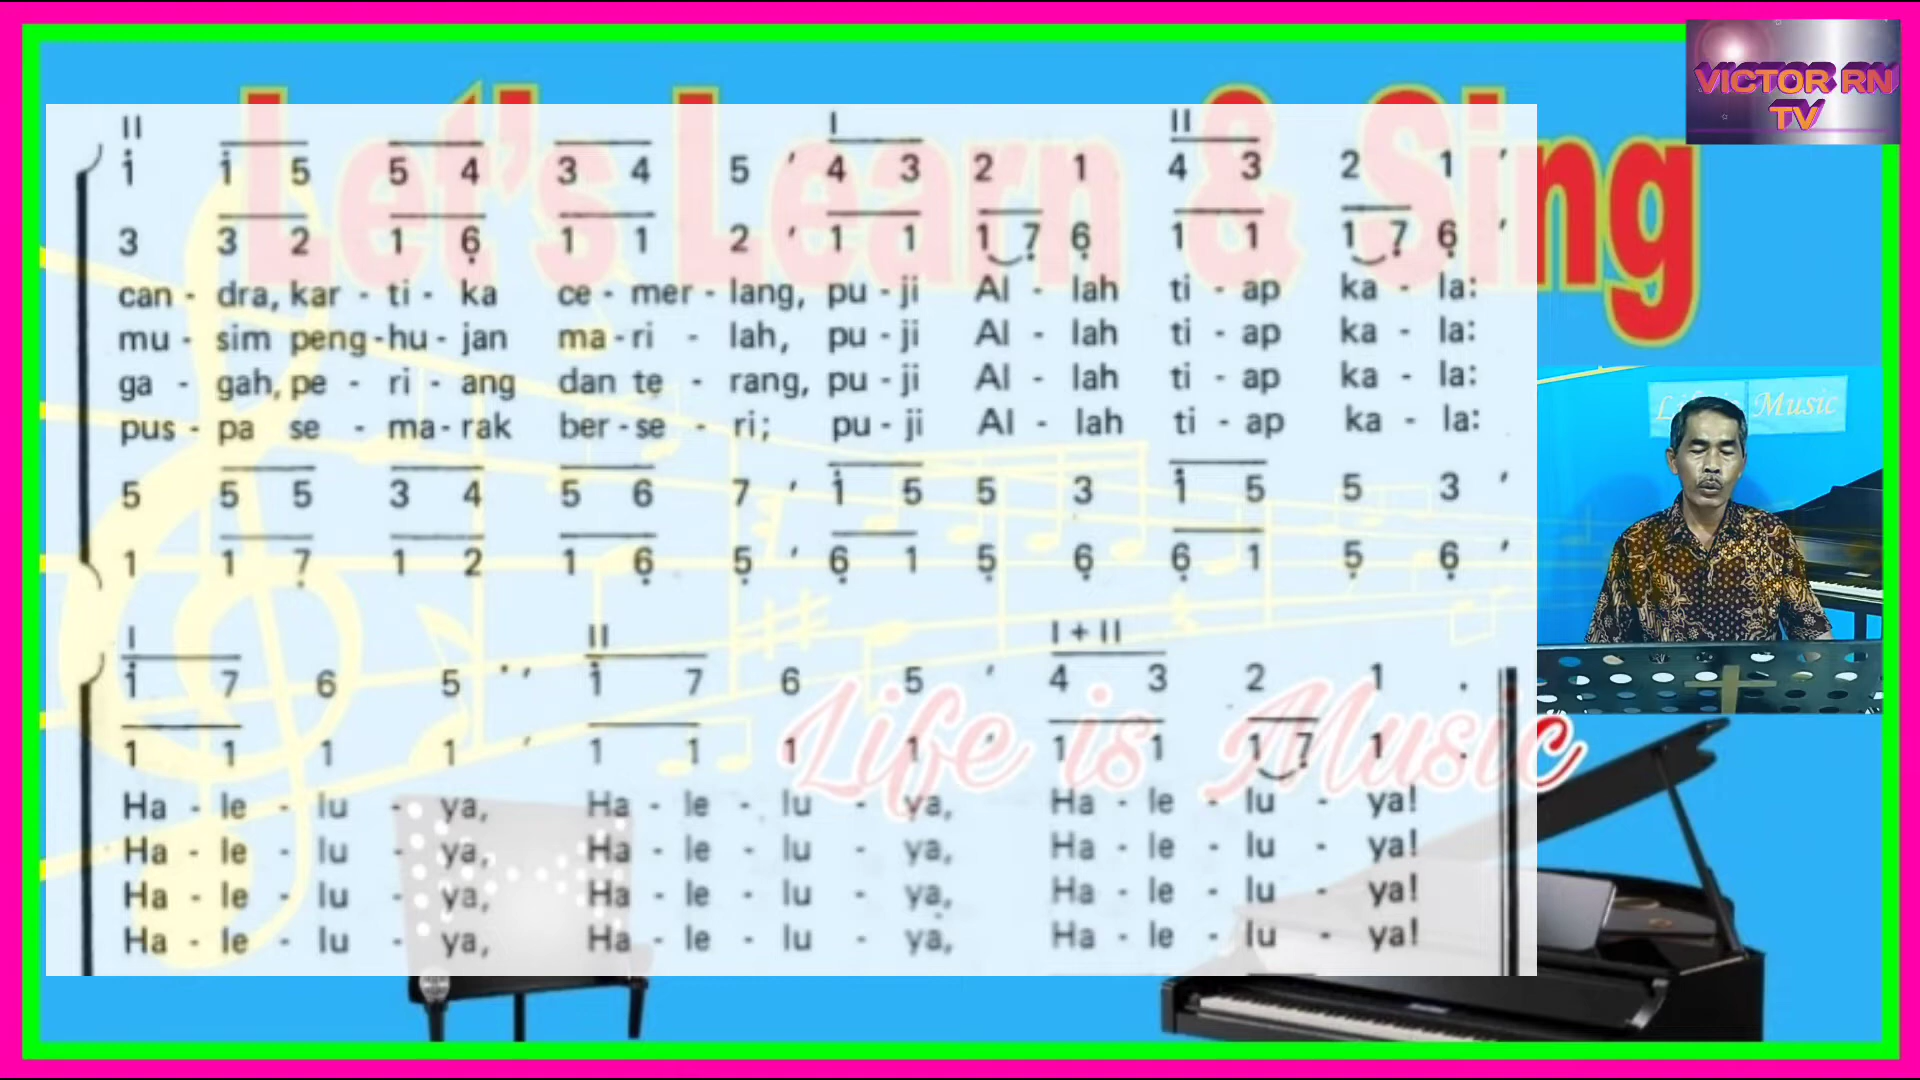 Let's Learn & Sing
VICTOR RN
TV
II I II
i i 5 5 4 3 4 5 ' 4 3 2 1 4 3 2 1 '
3 3 2 1 6̣ 1 1 2 ' 1 1 1 7̣ 6̣ 1 1 1 7̣ 6̣ '
can - dra, kar - ti - ka ce - mer - lang, pu - ji Al - lah ti - ap ka - la:
mu - sim peng - hu - jan ma - ri - lah, pu - ji Al - lah ti - ap ka - la:
ga - gah, pe - ri - ang dan te - rang, pu - ji Al - lah ti - ap ka - la:
pus - pa se - ma - rak ber - se - ri; pu - ji Al - lah ti - ap ka - la:
5 5 5 3 4 5 6 7 ' i 5 5 3 i 5 5 3 '
1 1 7̣ 1 2 1 6̣ 5̣ ' 6̣ 1 5̣ 6̣ 6̣ 1 5̣ 6̣ '
I II I + II
i 7 6 5 . ' i 7 6 5 ' 4 3 2 1 .
1 1 1 1 ' 1 1 1 1 ' 1 1 1 7̣ 1 .
Ha - le - lu - ya, Ha - le - lu - ya, Ha - le - lu - ya!
Ha - le - lu - ya, Ha - le - lu - ya, Ha - le - lu - ya!
Ha - le - lu - ya, Ha - le - lu - ya, Ha - le - lu - ya!
Ha - le - lu - ya, Ha - le - lu - ya, Ha - le - lu - ya!
Life is Music
Music